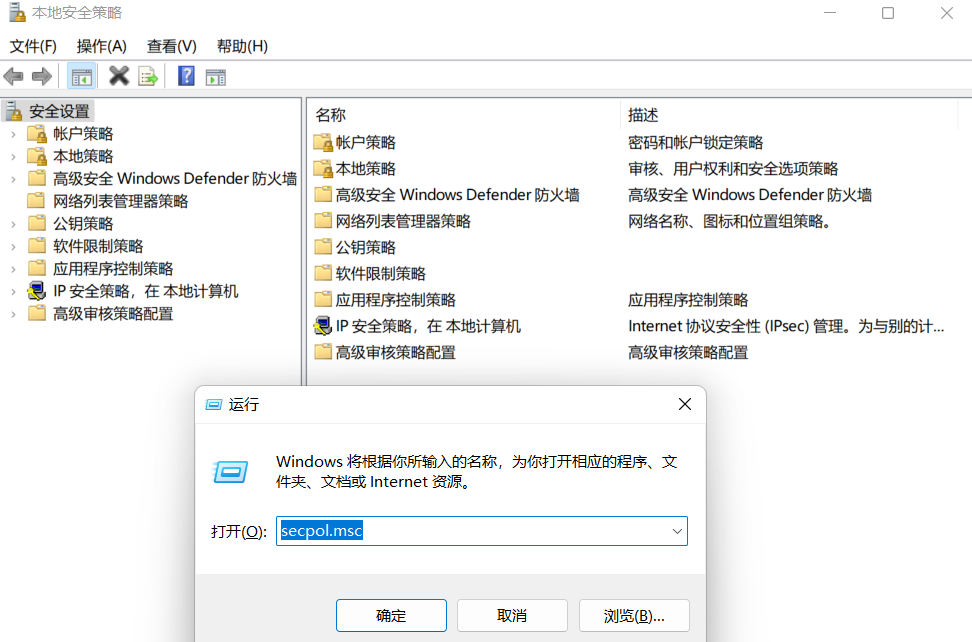 本地安全策略
文件(F) 操作(A) 查看(V) 帮助(H)
安全设置
帐户策略
本地策略
高级安全 Windows Defender 防火墙
网络列表管理器策略
公钥策略
软件限制策略
应用程序控制策略
IP 安全策略，在 本地计算机
高级审核策略配置
名称 描述
帐户策略 密码和帐户锁定策略
本地策略 审核、用户权利和安全选项策略
高级安全 Windows Defender 防火墙 高级安全 Windows Defender 防火墙
网络列表管理器策略 网络名称、图标和位置组策略。
公钥策略
软件限制策略
应用程序控制策略 应用程序控制策略
IP 安全策略，在 本地计算机 Internet 协议安全性 (IPsec) 管理。为与别的计...
高级审核策略配置 高级审核策略配置
运行
Windows 将根据你所输入的名称，为你打开相应的程序、文
件夹、文档或 Internet 资源。
打开(O): secpol.msc
确定 取消 浏览(B)...